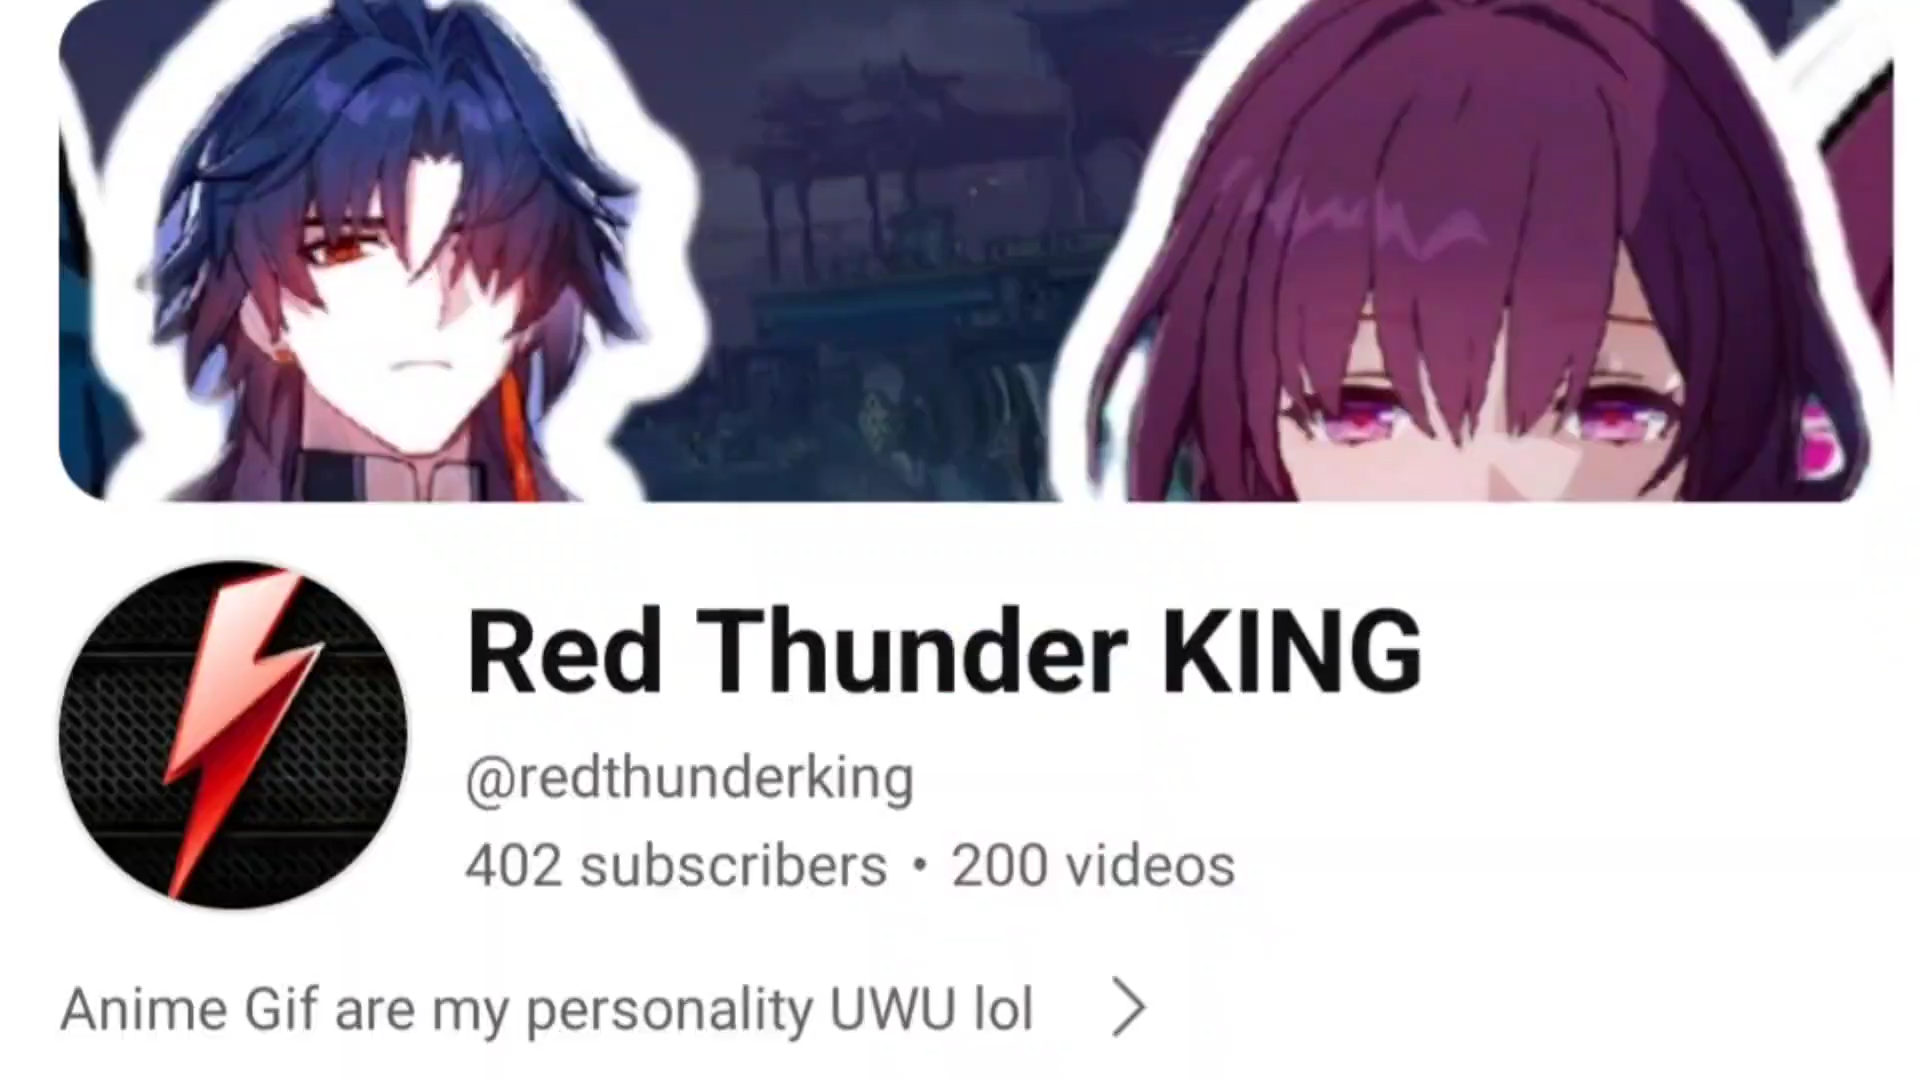 Red Thunder KING
@redthunderking
402 subscribers • 200 videos
Anime Gif are my personality UWU lol